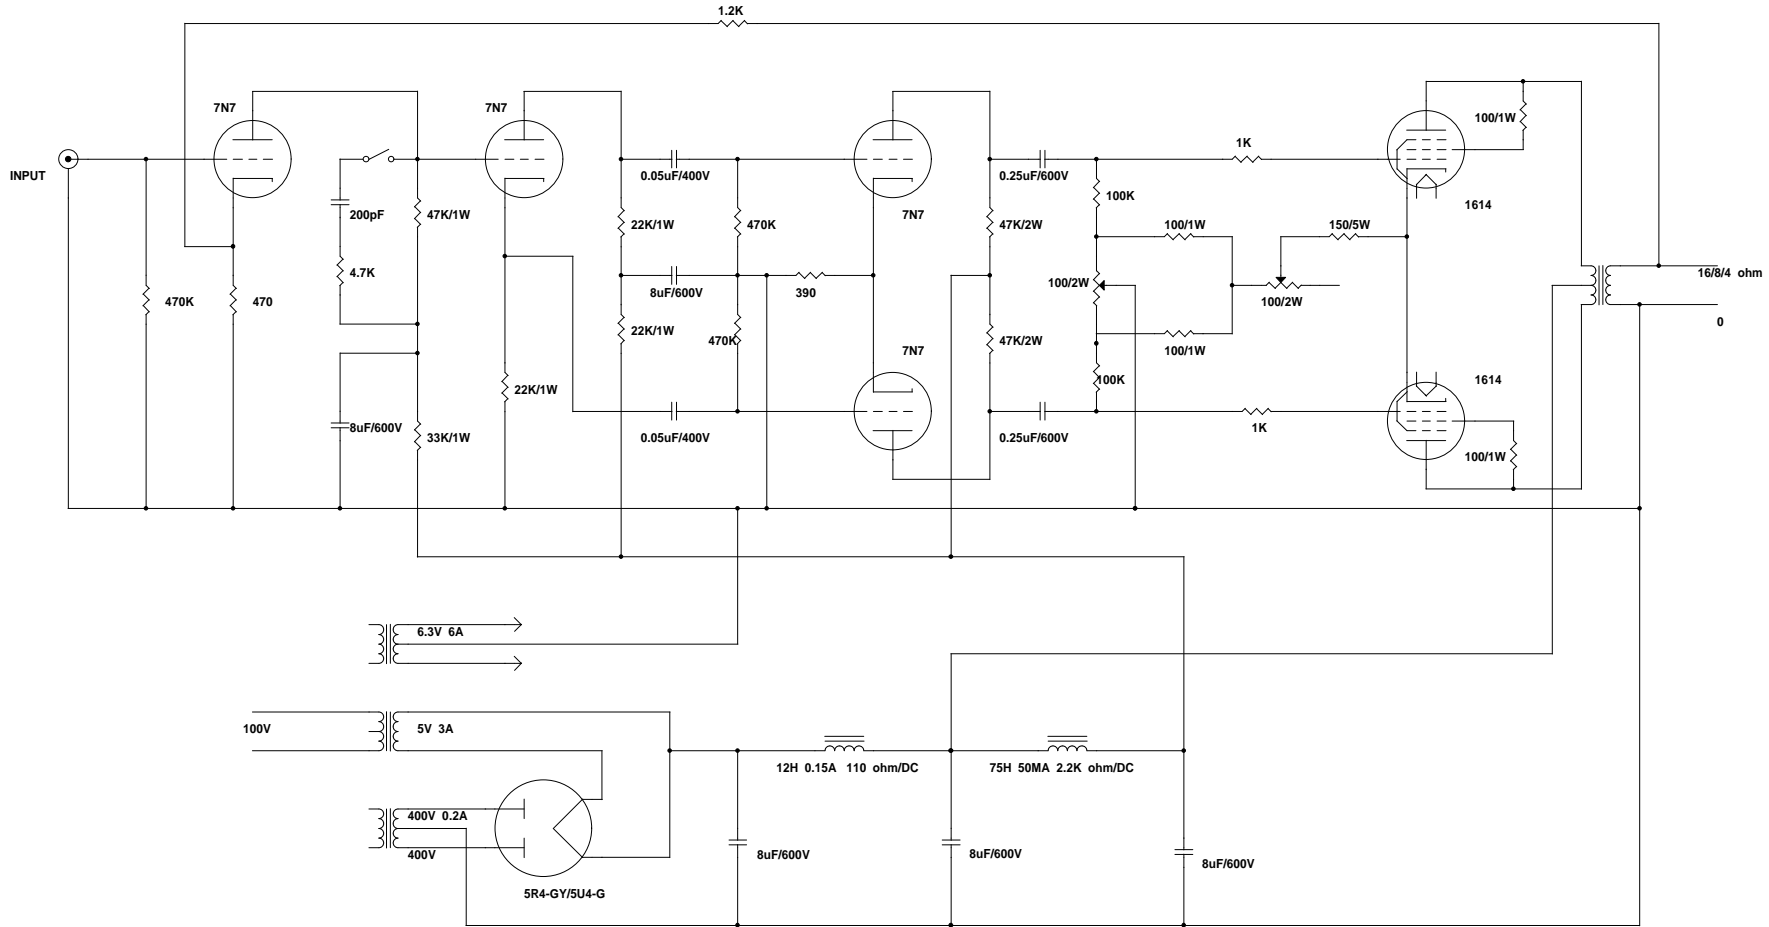 1.2K
7N7
7N7
100/1W
1K
INPUT
0.05uF/400V
0.25uF/600V
100K
1614
200pF
47K/1W
7N7
22K/1W
470K
47K/2W
100/1W
150/5W
4.7K
16/8/4 ohm
470K
470
8uF/600V
390
100/2W
100/2W
0
22K/1W
470K
47K/2W
100/1W
7N7
22K/1W
100K
1614
8uF/600V
33K/1W
0.05uF/400V
0.25uF/600V
1K
100/1W
6.3V 6A
100V
5V 3A
12H 0.15A 110 ohm/DC
75H 50MA 2.2K ohm/DC
400V 0.2A
400V
8uF/600V
8uF/600V
8uF/600V
5R4-GY/5U4-G